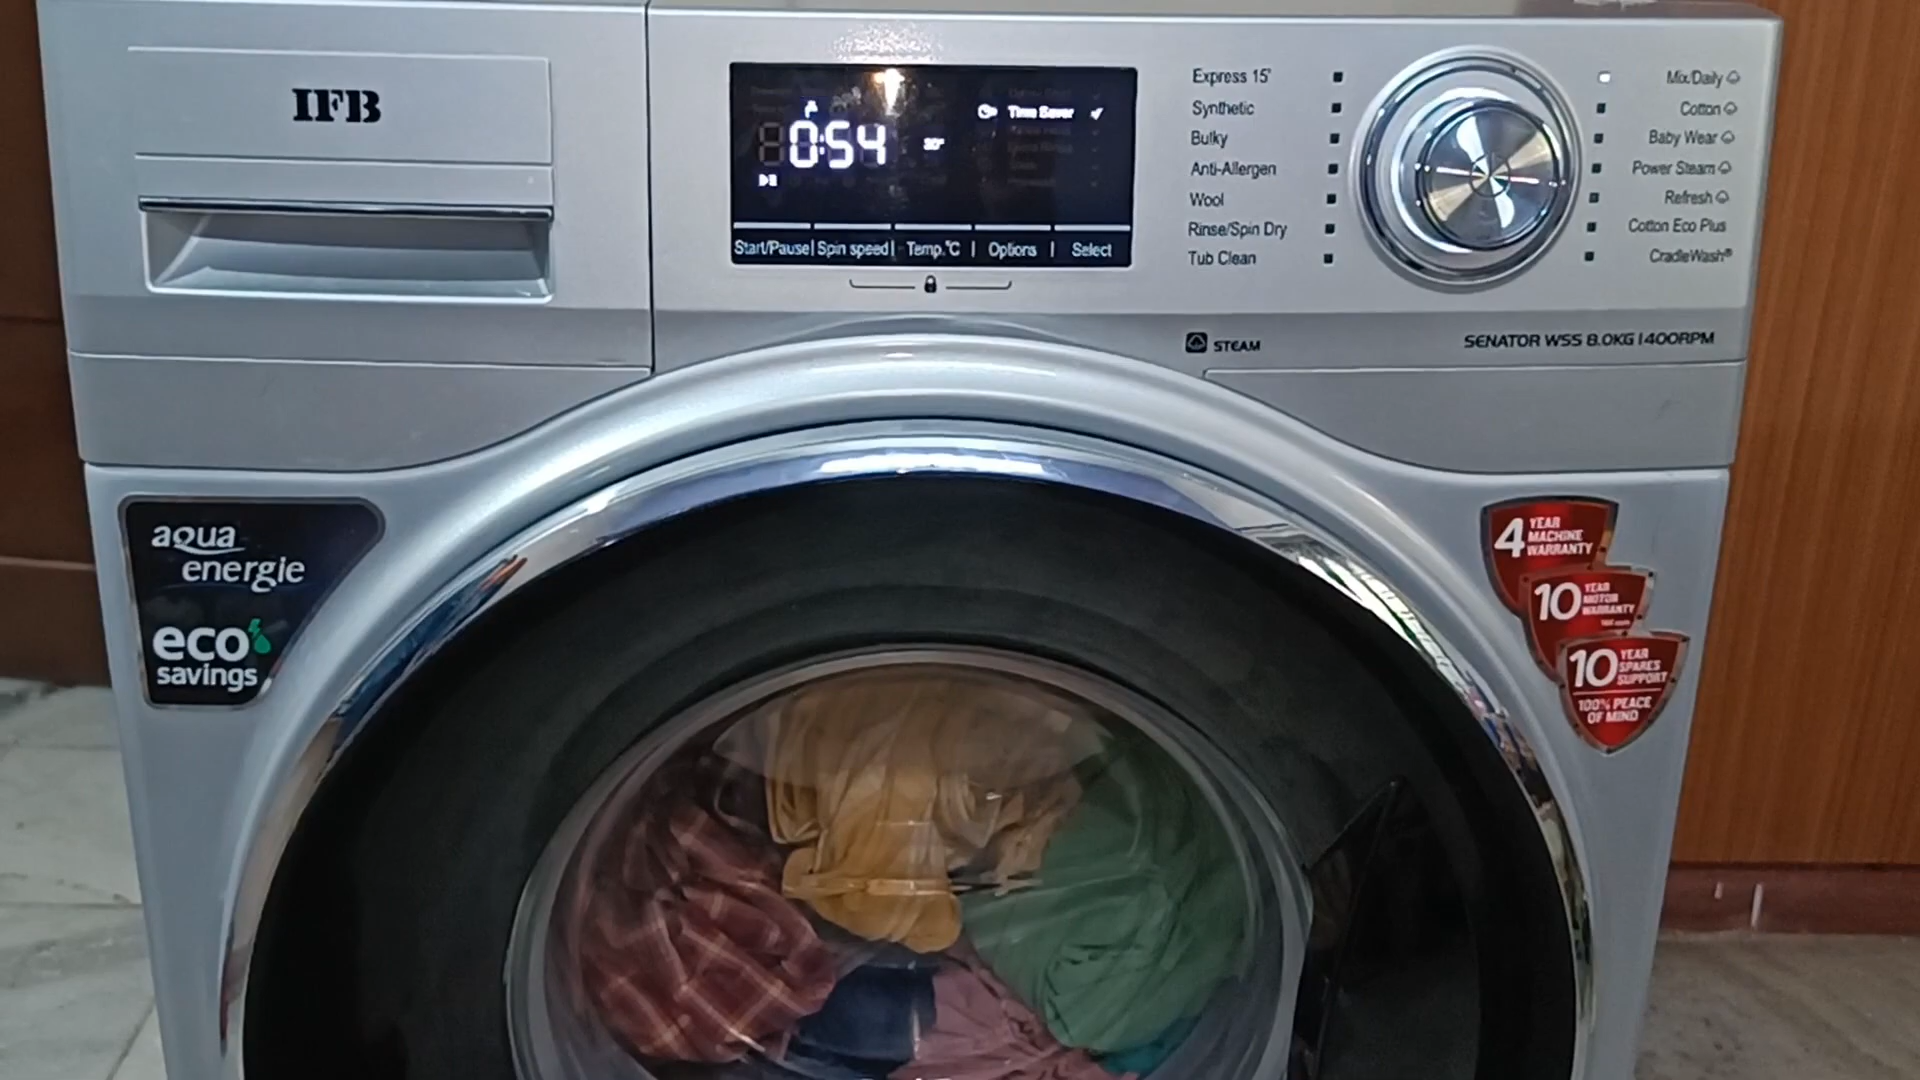 IFB
0:54
30°
Time Saver
Start/Pause | Spin speed | Temp.°C | Options | Select
Express 15'
Synthetic
Bulky
Anti-Allergen
Wool
Rinse/Spin Dry
Tub Clean
Mix/Daily
Cotton
Baby Wear
Power Steam
Refresh
Cotton Eco Plus
CradleWash®
STEAM
SENATOR WSS 8.0KG 1400RPM
aqua
energie
eco
savings
4 YEAR
MACHINE
WARRANTY
10 YEAR
MOTOR
WARRANTY
10 YEAR
SPARES
SUPPORT
100% PEACE
OF MIND